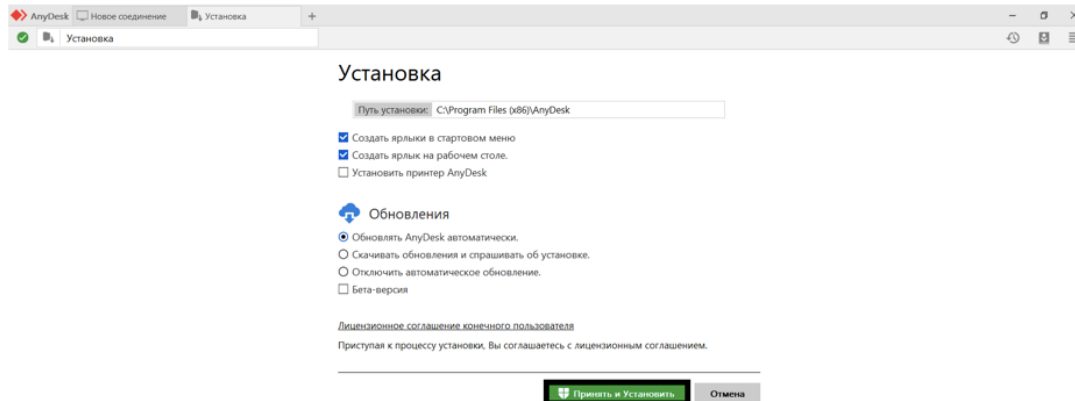 AnyDesk Новое соединение Установка
Установка
Установка
Путь установки: C:\Program Files (x86)\AnyDesk
Создать ярлыки в стартовом меню
Создать ярлык на рабочем столе.
Установить принтер AnyDesk
Обновления
Обновлять AnyDesk автоматически.
Скачивать обновления и спрашивать об установке.
Отключить автоматическое обновление.
Бета-версия
Лицензионное соглашение конечного пользователя
Приступая к процессу установки, Вы соглашаетесь с лицензионным соглашением.
Принять и Установить Отмена